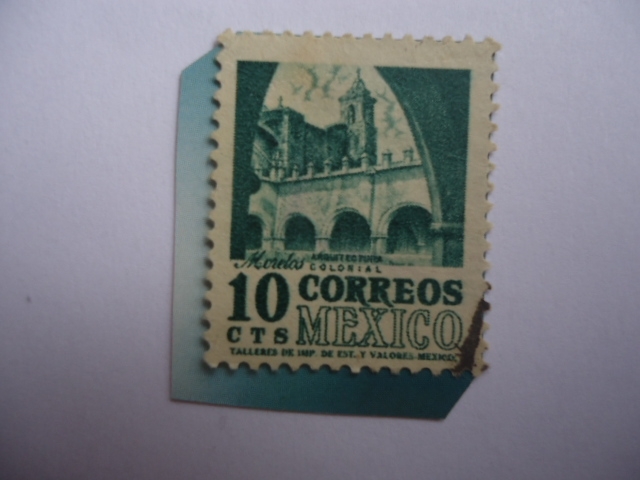 Morelos ARQUITECTURA
COLONIAL
10 CORREOS
CTS MEXICO
TALLERES DE IMP. DE EST. Y VALORES-MEXICO.